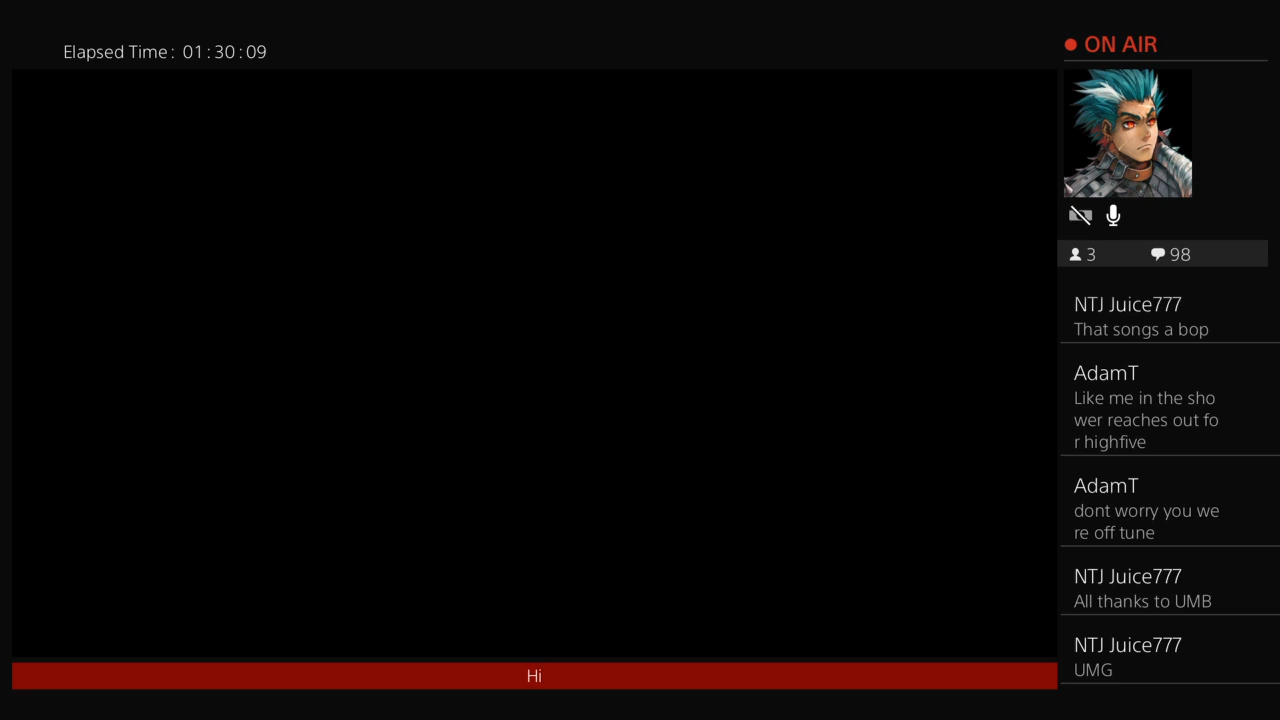 Elapsed Time: 01:30:09
ON AIR
3 98
NTJ Juice777
That songs a bop
AdamT
Like me in the sho
wer reaches out fo
r highfive
AdamT
dont worry you we
re off tune
NTJ Juice777
All thanks to UMB
NTJ Juice777
UMG
Hi